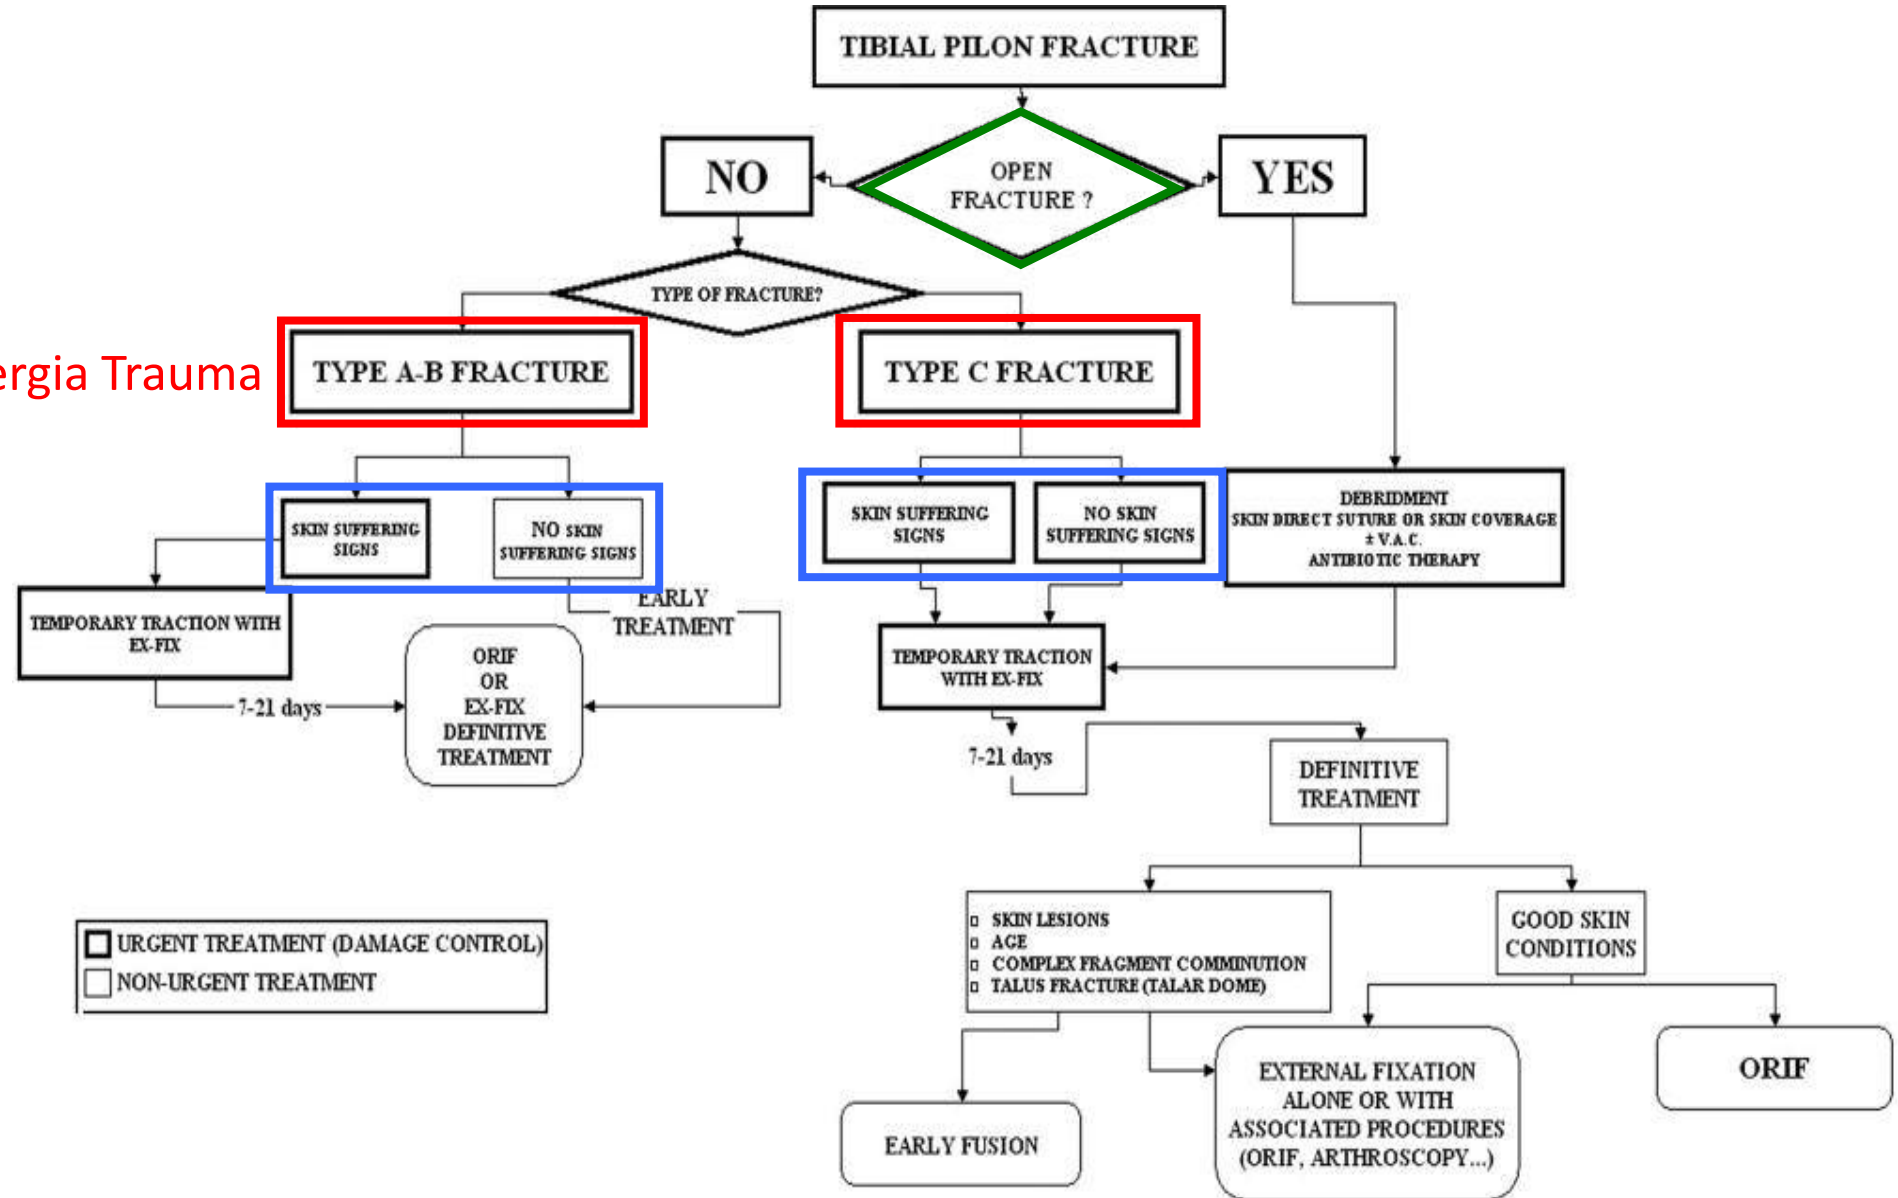 TIBIAL PILON FRACTURE
OPEN
FRACTURE ?
NO
YES
TYPE OF FRACTURE?
ergia Trauma
TYPE A-B FRACTURE
TYPE C FRACTURE
SKIN SUFFERING
SIGNS
NO SKIN
SUFFERING SIGNS
SKIN SUFFERING
SIGNS
NO SKIN
SUFFERING SIGNS
DEBRIDMENT
SKIN DIRECT SUTURE OR SKIN COVERAGE
± V.A.C.
ANTIBIOTIC THERAPY
TEMPORARY TRACTION WITH
EX-FIX
EARLY
TREATMENT
ORIF
OR
EX-FIX
DEFINITIVE
TREATMENT
7-21 days
TEMPORARY TRACTION
WITH EX-FIX
7-21 days
DEFINITIVE
TREATMENT
SKIN LESIONS
AGE
COMPLEX FRAGMENT COMMINUTION
TALUS FRACTURE (TALAR DOME)
GOOD SKIN
CONDITIONS
URGENT TREATMENT (DAMAGE CONTROL)
NON-URGENT TREATMENT
EARLY FUSION
EXTERNAL FIXATION
ALONE OR WITH
ASSOCIATED PROCEDURES
(ORIF, ARTHROSCOPY...)
ORIF